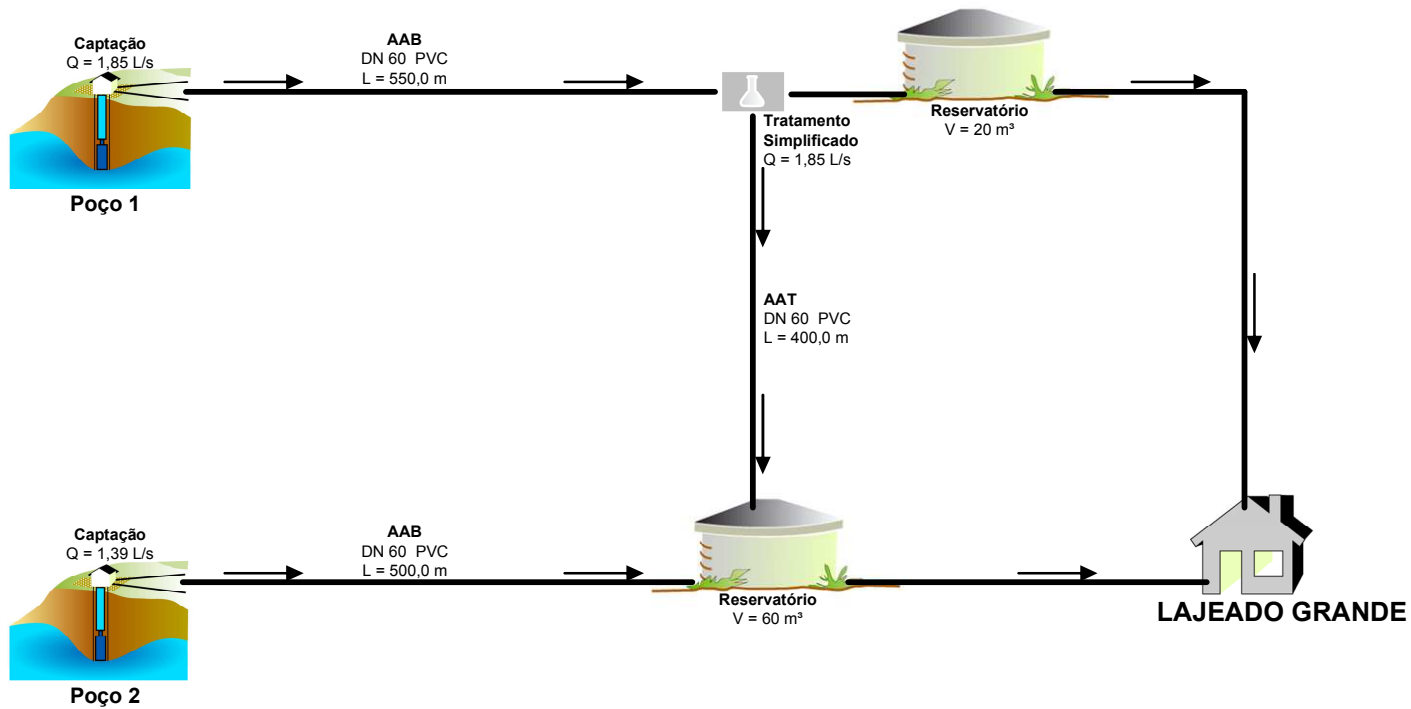 Captação
Q = 1,85 L/s
Poço 1
AAB
DN 60 PVC
L = 550,0 m
Tratamento
Simplificado
Q = 1,85 L/s
Reservatório
V = 20 m³
AAT
DN 60 PVC
L = 400,0 m
Captação
Q = 1,39 L/s
Poço 2
AAB
DN 60 PVC
L = 500,0 m
Reservatório
V = 60 m³
LAJEADO GRANDE